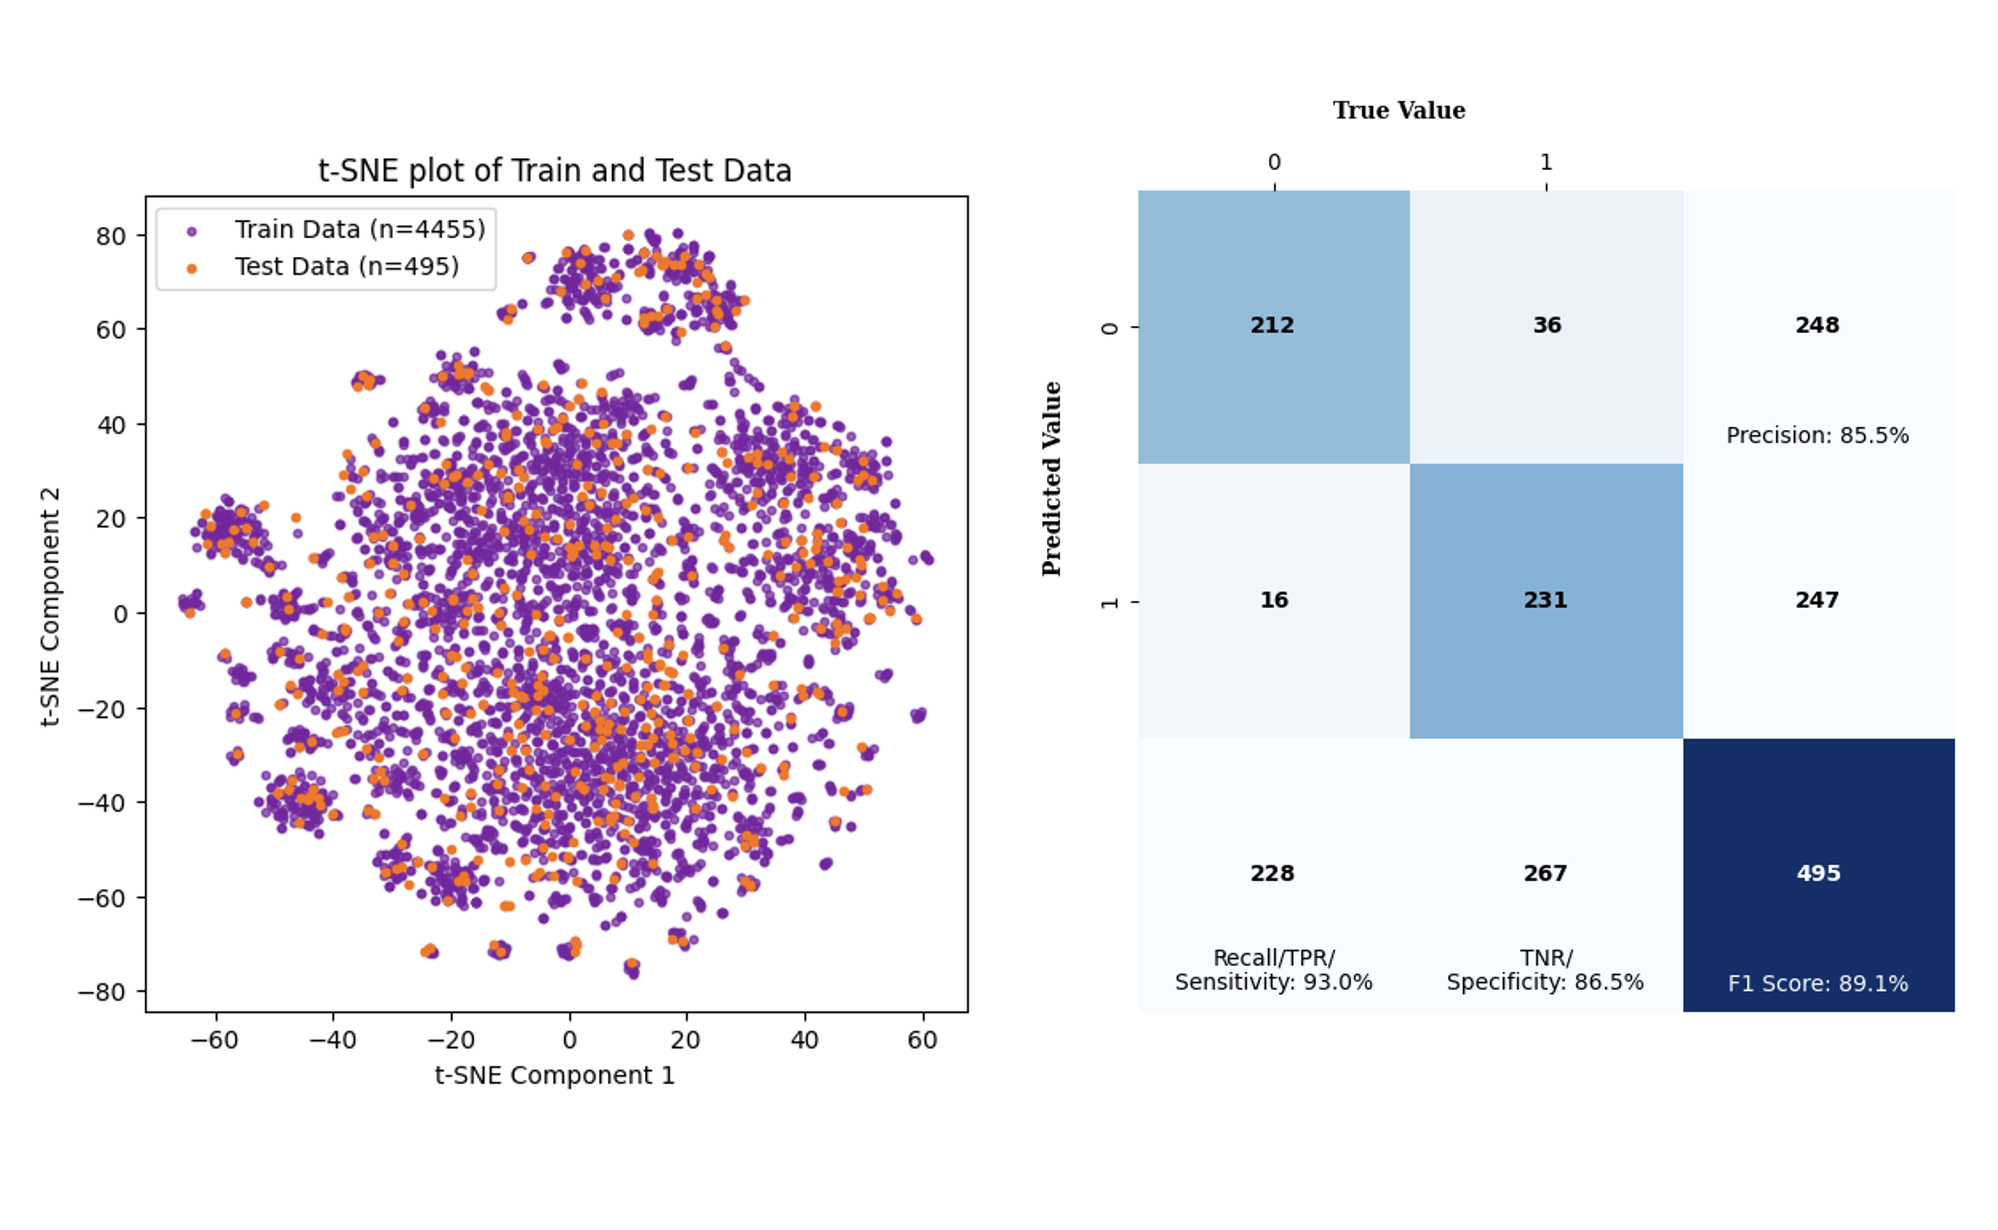 t-SNE plot of Train and Test Data
Train Data (n=4455)
Test Data (n=495)
80
60
40
20
0
−20
−40
−60
−80
t-SNE Component 2
−60 −40 −20 0 20 40 60
t-SNE Component 1
True Value
0 1
Predicted Value
0
212 36 248
Precision: 85.5%
1
16 231 247
228 267 495
Recall/TPR/
Sensitivity: 93.0%
TNR/
Specificity: 86.5%
F1 Score: 89.1%